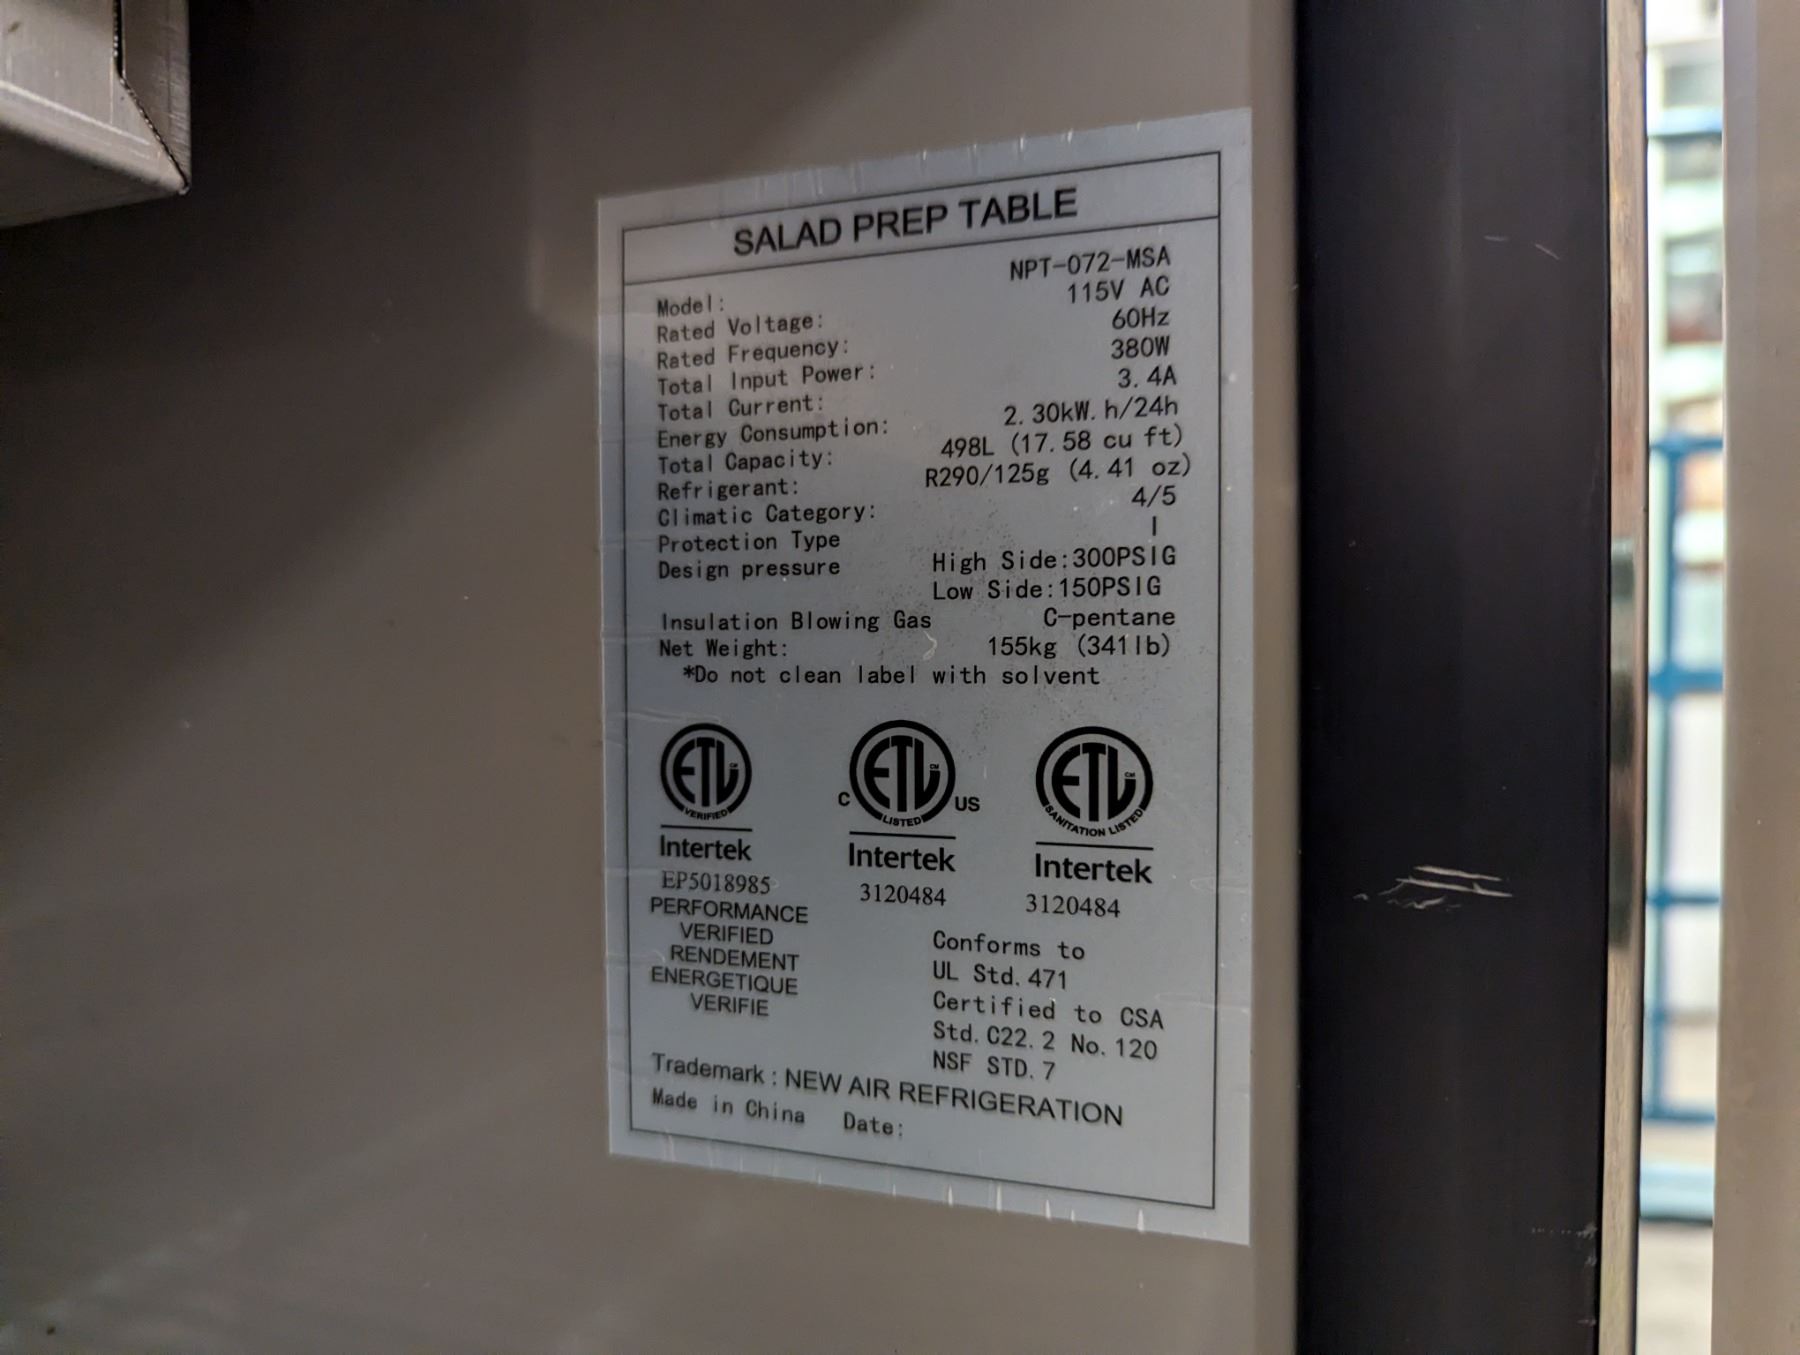 SALAD PREP TABLE
Model: NPT-072-MSA
Rated Voltage: 115V AC
Rated Frequency: 60Hz
Total Input Power: 380W
Total Current: 3.4A
Energy Consumption: 2.30kW.h/24h
Total Capacity: 498L (17.58 cu ft)
Refrigerant: R290/125g (4.41 oz)
Climatic Category: 4/5
Protection Type I
Design pressure High Side:300PSIG
Low Side:150PSIG
Insulation Blowing Gas C-pentane
Net Weight: 155kg (341lb)
*Do not clean label with solvent
ETL CM VERIFIED
Intertek
EP5018985
PERFORMANCE
VERIFIED
RENDEMENT
ENERGETIQUE
VERIFIE
C ETL CM LISTED US
Intertek
3120484
ETL CM SANITATION LISTED
Intertek
3120484
Conforms to
UL Std.471
Certified to CSA
Std.C22.2 No.120
NSF STD.7
Trademark : NEW AIR REFRIGERATION
Made in China Date: